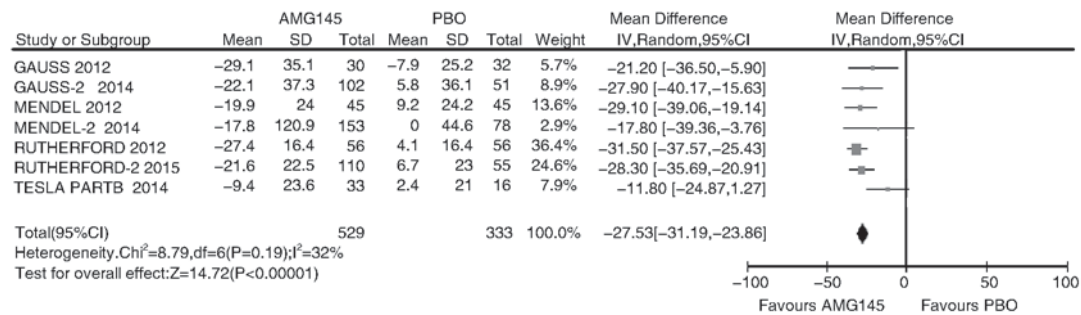 AMG145 PBO Mean Difference Mean Difference
Study or Subgroup Mean SD Total Mean SD Total Weight IV,Random,95%CI IV,Random,95%CI
GAUSS 2012 −29.1 35.1 30 −7.9 25.2 32 5.7% −21.20 [−36.50,−5.90]
GAUSS-2 2014 −22.1 37.3 102 5.8 36.1 51 8.9% −27.90 [−40.17,−15.63]
MENDEL 2012 −19.9 24 45 9.2 24.2 45 13.6% −29.10 [−39.06,−19.14]
MENDEL-2 2014 −17.8 120.9 153 0 44.6 78 2.9% −17.80 [−39.36,−3.76]
RUTHERFORD 2012 −27.4 16.4 56 4.1 16.4 56 36.4% −31.50 [−37.57,−25.43]
RUTHERFORD-2 2015 −21.6 22.5 110 6.7 23 55 24.6% −28.30 [−35.69,−20.91]
TESLA PARTB 2014 −9.4 23.6 33 2.4 21 16 7.9% −11.80 [−24.87,1.27]
Total(95%CI) 529 333 100.0% −27.53[−31.19,−23.86]
Heterogeneity.Chi²=8.79,df=6(P=0.19);I²=32%
Test for overall effect:Z=14.72(P<0.00001)
−100 −50 0 50 100
Favours AMG145 Favours PBO